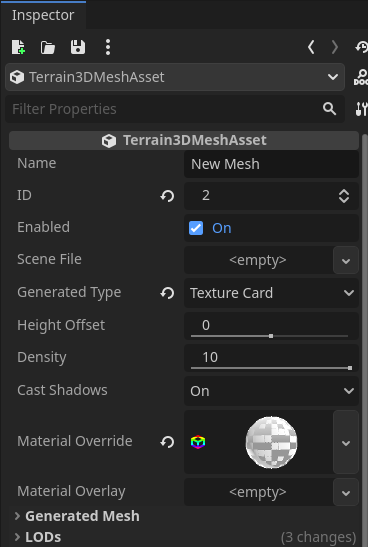 Inspector
Terrain3DMeshAsset
Filter Properties
Terrain3DMeshAsset
Name New Mesh
ID 2
Enabled On
Scene File <empty>
Generated Type Texture Card
Height Offset 0
Density 10
Cast Shadows On
Material Override
Material Overlay <empty>
Generated Mesh
LODs (3 changes)